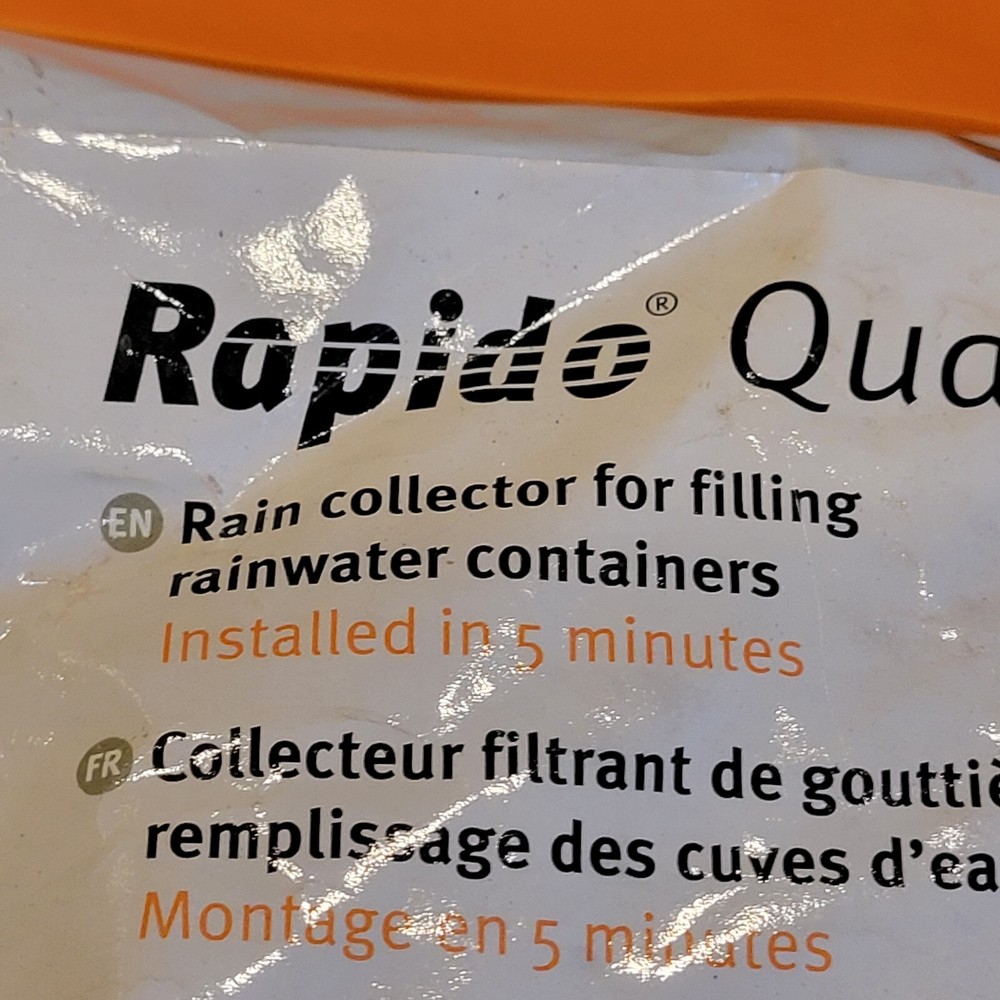 Rapido® Qua
EN Rain collector for filling
rainwater containers
Installed in 5 minutes
FR Collecteur filtrant de gouttiè
remplissage des cuves d'ea
Montage en 5 minutes